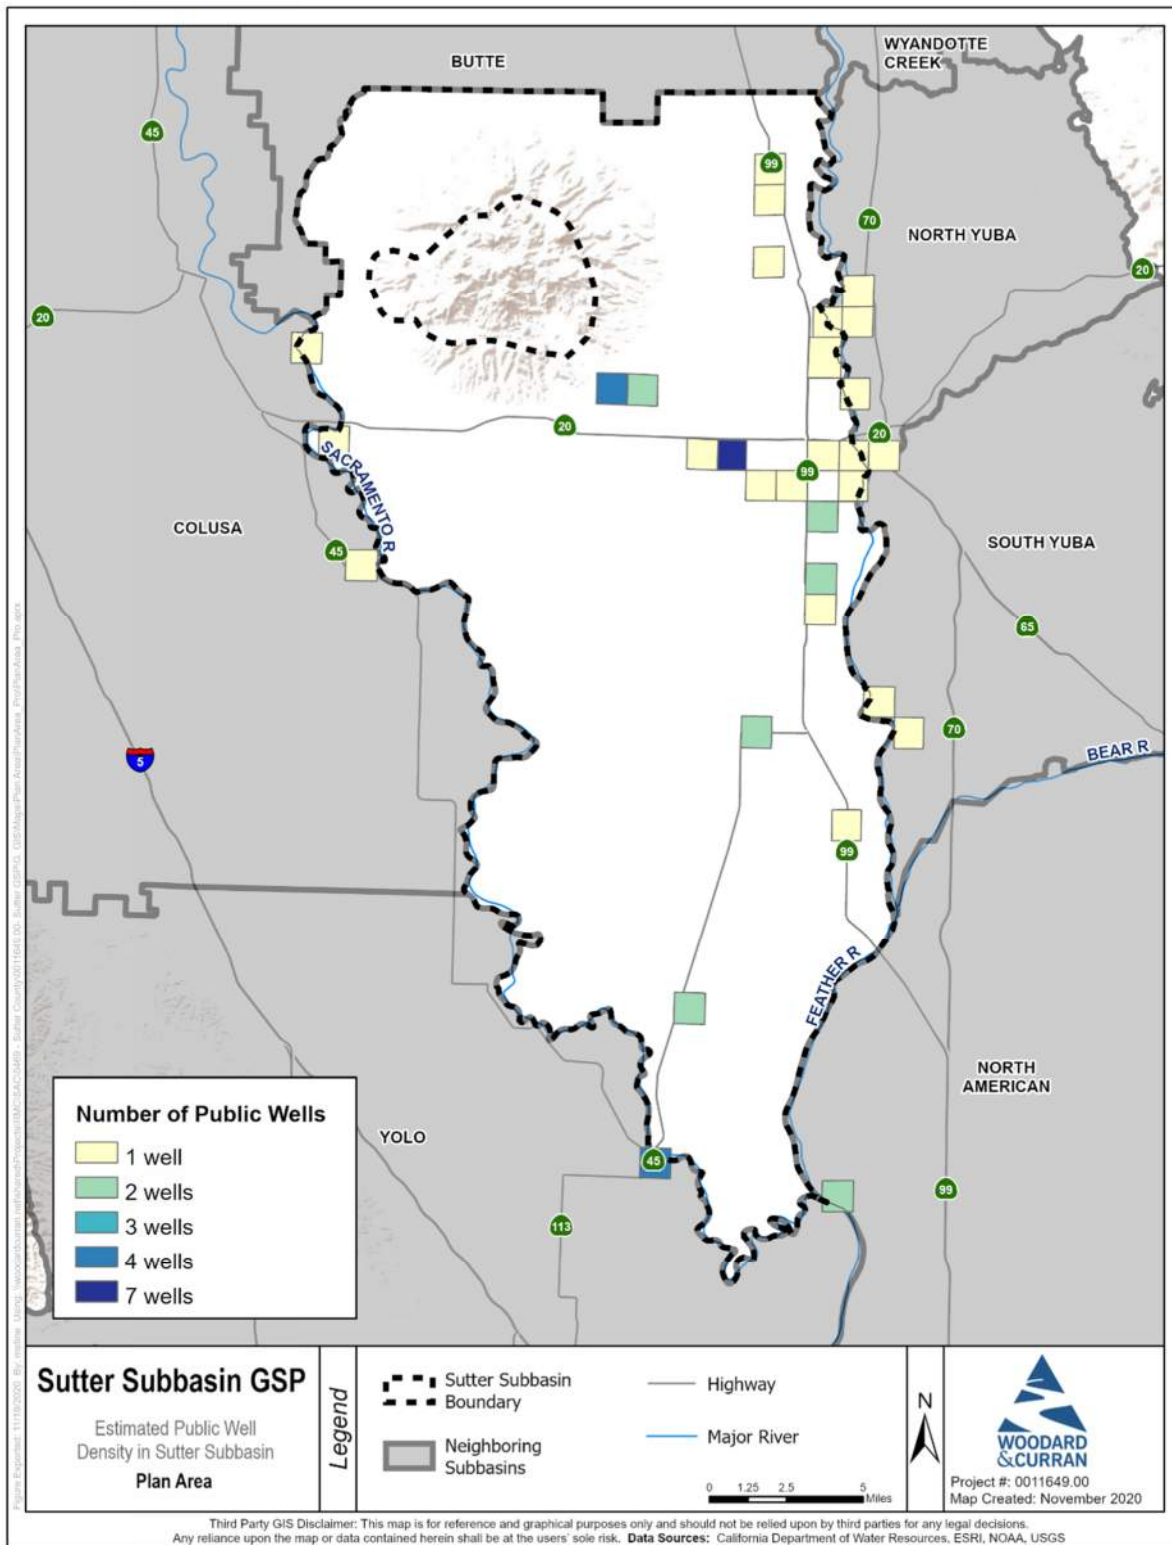 BUTTE
WYANDOTTE
CREEK
45
99
70
NORTH YUBA
20
20
20
20
SACRAMENTO R
99
COLUSA
45
SOUTH YUBA
65
5
70
BEAR R
99
FEATHER R
NORTH
AMERICAN
YOLO
45
99
113
Number of Public Wells
1 well
2 wells
3 wells
4 wells
7 wells
Sutter Subbasin GSP
Estimated Public Well
Density in Sutter Subbasin
Plan Area
Legend
Sutter Subbasin
Boundary
Neighboring
Subbasins
Highway
Major River
0 1.25 2.5 5
Miles
N
WOODARD
&CURRAN
Project #: 0011649.00
Map Created: November 2020
Third Party GIS Disclaimer: This map is for reference and graphical purposes only and should not be relied upon by third parties for any legal decisions.
Any reliance upon the map or data contained herein shall be at the users' sole risk. Data Sources: California Department of Water Resources, ESRI, NOAA, USGS
Figure Exported: 11/19/2020 By: